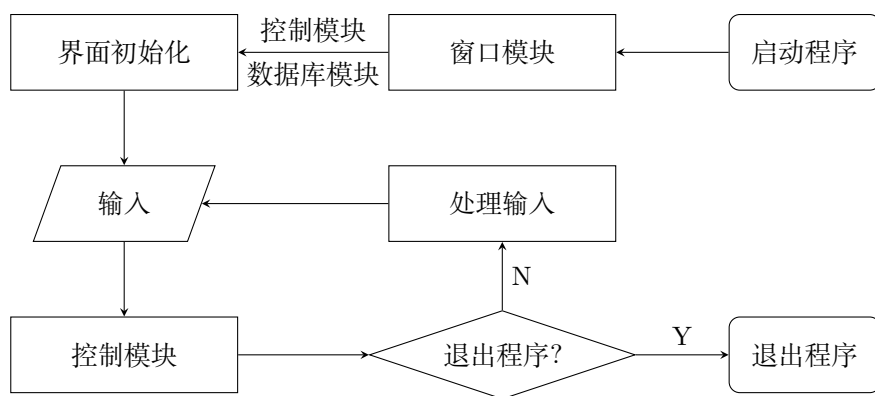 界面初始化
控制模块
数据库模块
窗口模块
启动程序
输入
处理输入
N
控制模块
退出程序?
Y
退出程序